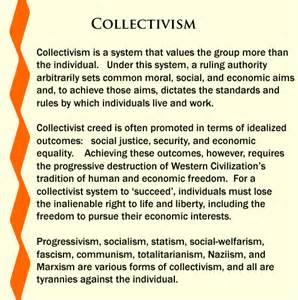 COLLECTIVISM
Collectivism is a system that values the group more than
the individual. Under this system, a ruling authority
arbitrarily sets common moral, social, and economic aims
and, to achieve those aims, dictates the standards and
rules by which individuals live and work.
Collectivist creed is often promoted in terms of idealized
outcomes: social justice, security, and economic
equality. Achieving these outcomes, however, requires
the progressive destruction of Western Civilization's
tradition of human and economic freedom. For a
collectivist system to 'succeed', individuals must lose
the inalienable right to life and liberty, including the
freedom to pursue their economic interests.
Progressivism, socialism, statism, social-welfarism,
fascism, communism, totalitarianism, Naziism, and
Marxism are various forms of collectivism, and all are
tyrannies against the individual.